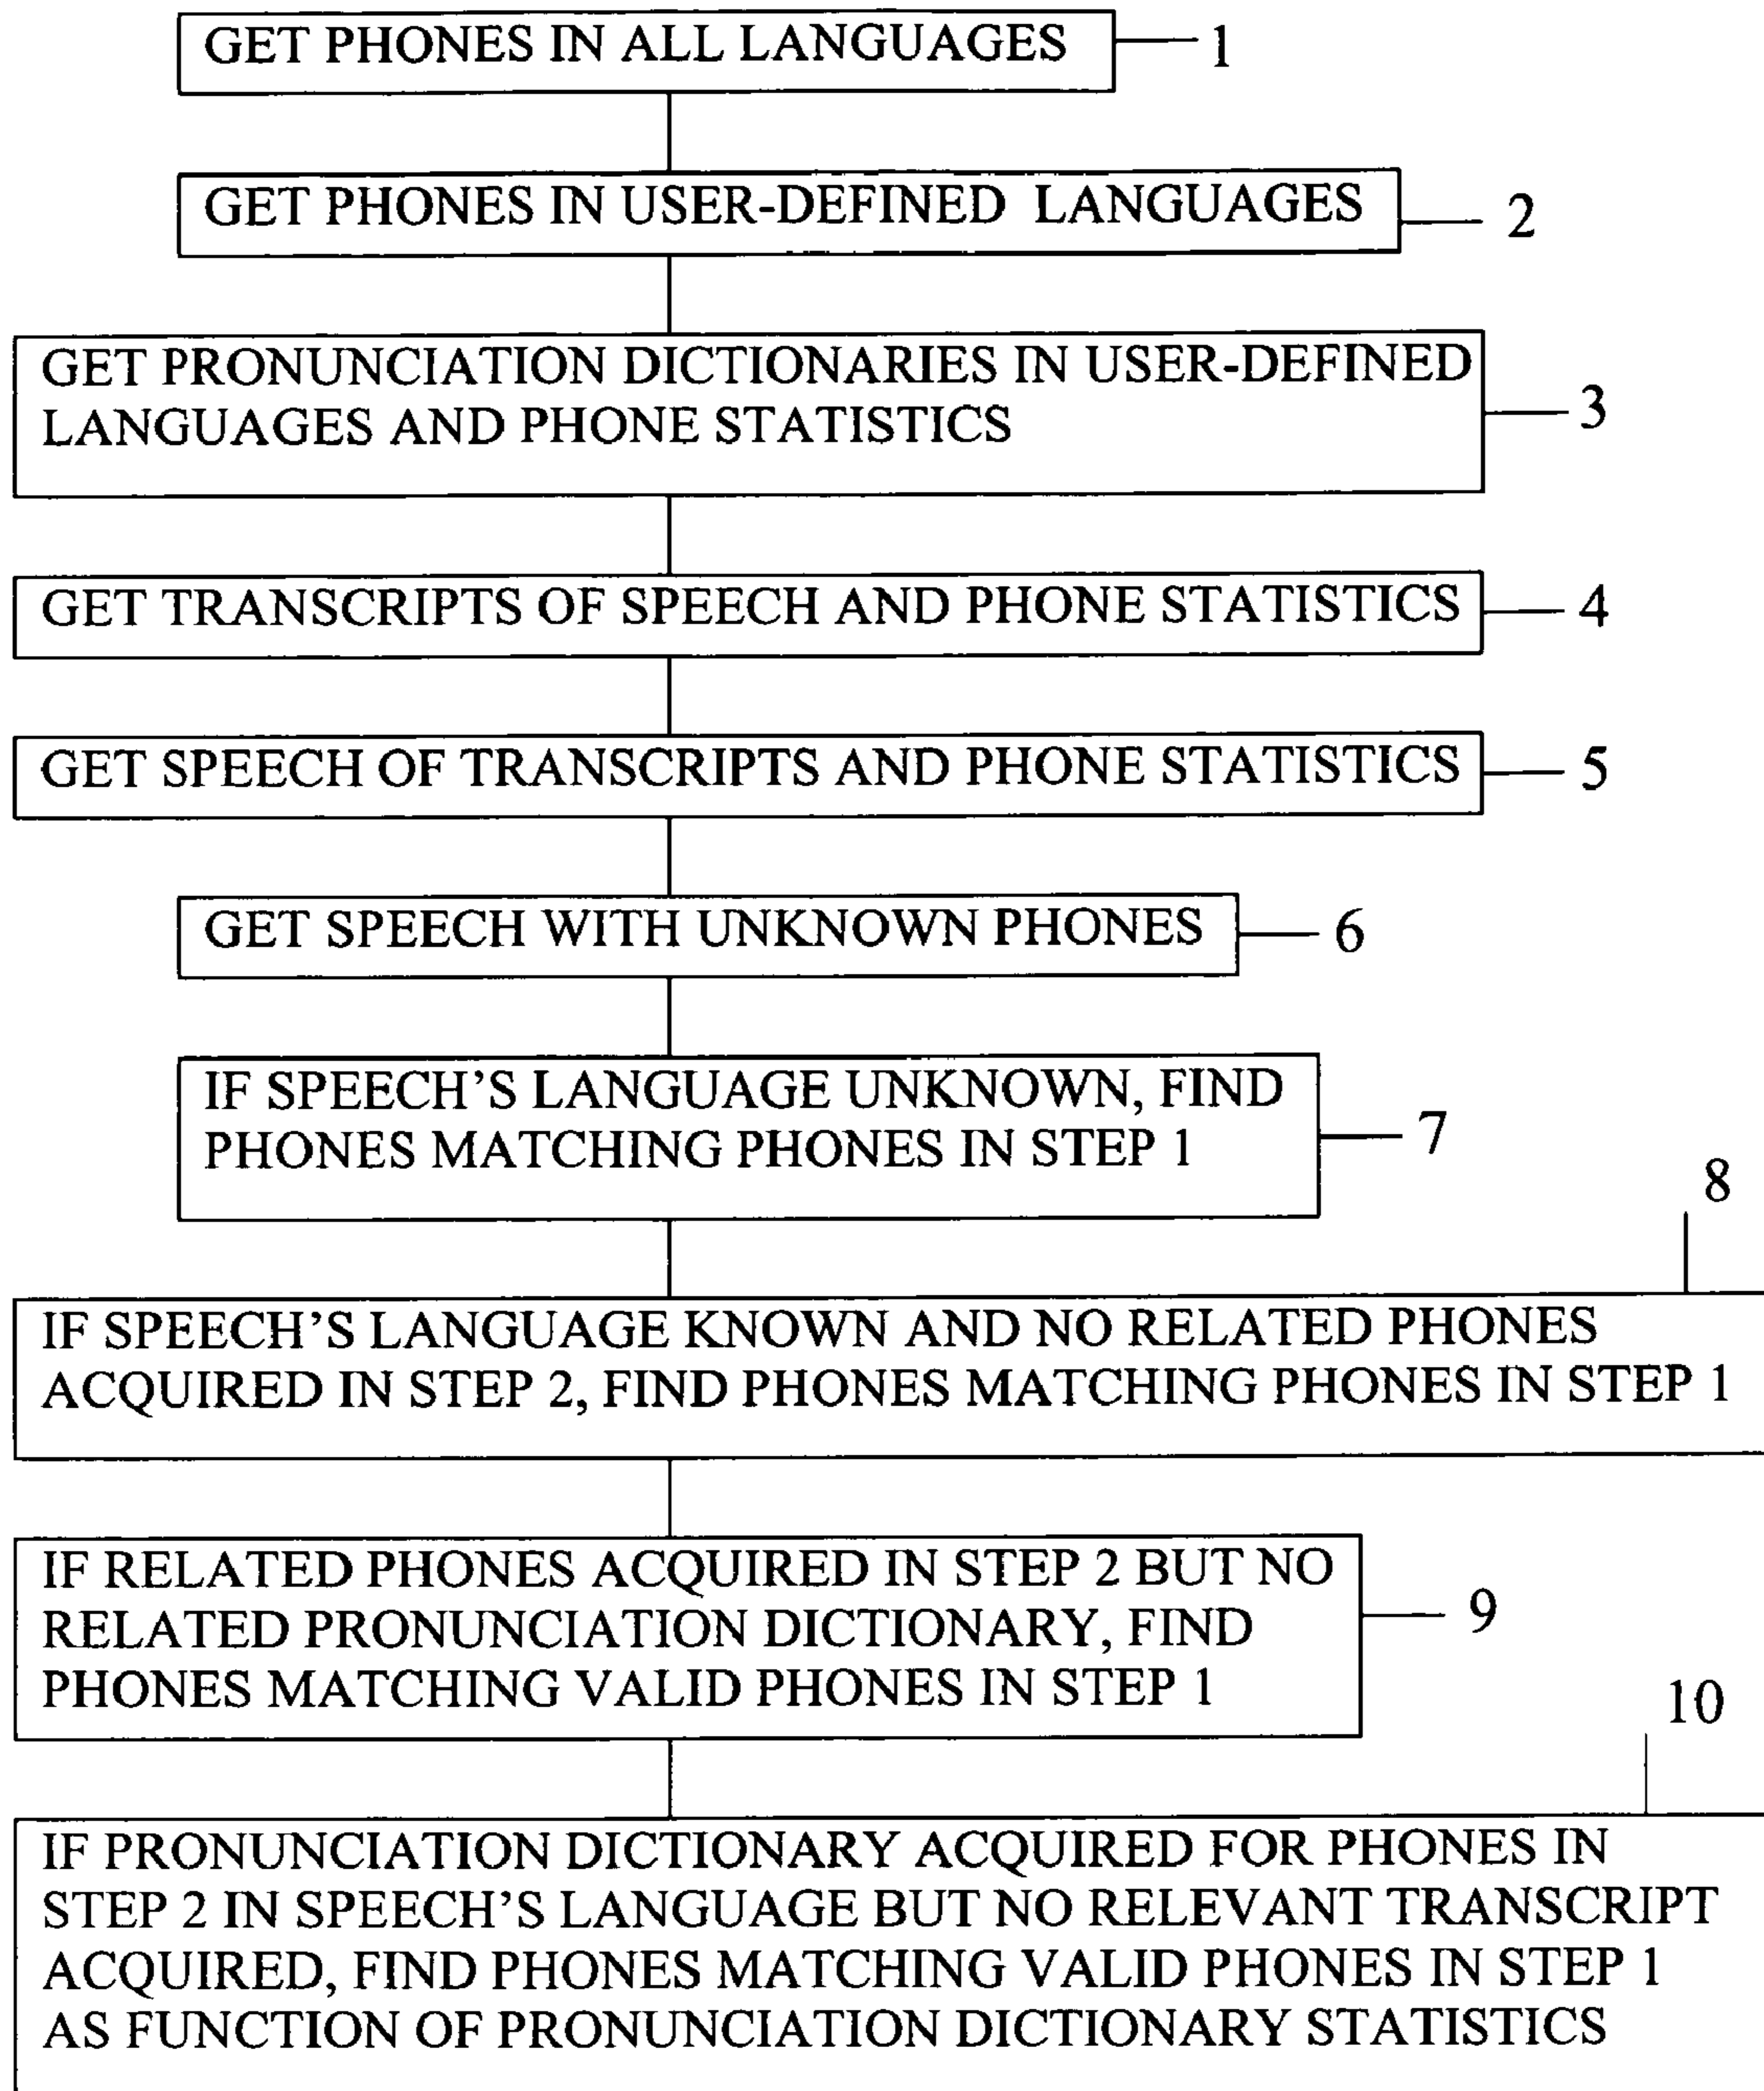 GET PHONES IN ALL LANGUAGES
1
GET PHONES IN USER-DEFINED LANGUAGES
2
GET PRONUNCIATION DICTIONARIES IN USER-DEFINED
LANGUAGES AND PHONE STATISTICS
3
GET TRANSCRIPTS OF SPEECH AND PHONE STATISTICS
4
GET SPEECH OF TRANSCRIPTS AND PHONE STATISTICS
5
GET SPEECH WITH UNKNOWN PHONES
6
IF SPEECH'S LANGUAGE UNKNOWN, FIND
PHONES MATCHING PHONES IN STEP 1
7
8
IF SPEECH'S LANGUAGE KNOWN AND NO RELATED PHONES
ACQUIRED IN STEP 2, FIND PHONES MATCHING PHONES IN STEP 1
IF RELATED PHONES ACQUIRED IN STEP 2 BUT NO
RELATED PRONUNCIATION DICTIONARY, FIND
PHONES MATCHING VALID PHONES IN STEP 1
9
10
IF PRONUNCIATION DICTIONARY ACQUIRED FOR PHONES IN
STEP 2 IN SPEECH'S LANGUAGE BUT NO RELEVANT TRANSCRIPT
ACQUIRED, FIND PHONES MATCHING VALID PHONES IN STEP 1
AS FUNCTION OF PRONUNCIATION DICTIONARY STATISTICS